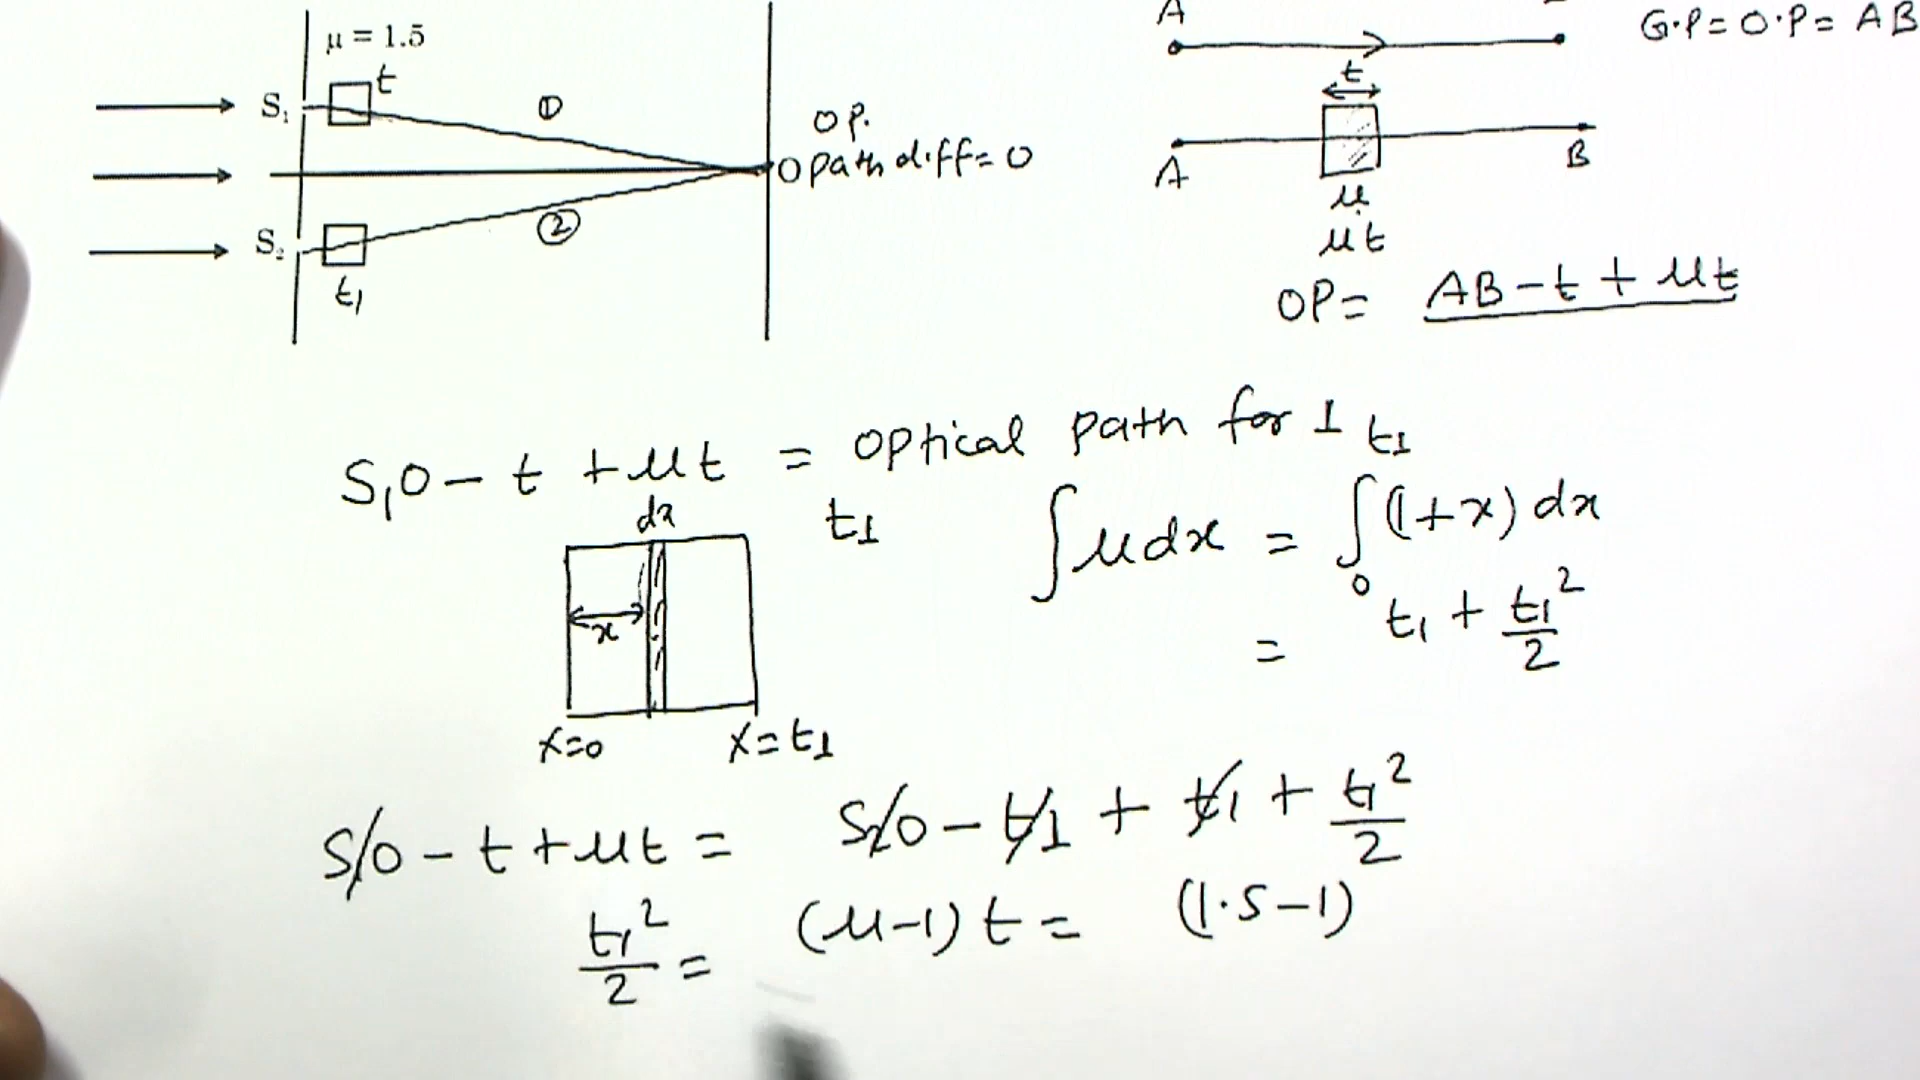 μ = 1.5
t
S₁
①
S₂
②
t₁
OP.
O path diff = 0
A
G.P = O.P = AB
t
A
B
μ
μt
OP = AB - t + μt
S₁O - t + μt = optical path for 1
dx
t₁
x
x=0
x = t₁
∫μdx = ∫₀^t₁ (1+x) dx
= t₁ + t₁²/2
S₁O - t + μt = S₂O - t₁ + t₁ + t₁²/2
t₁²/2 = (μ-1) t = (1.5-1)